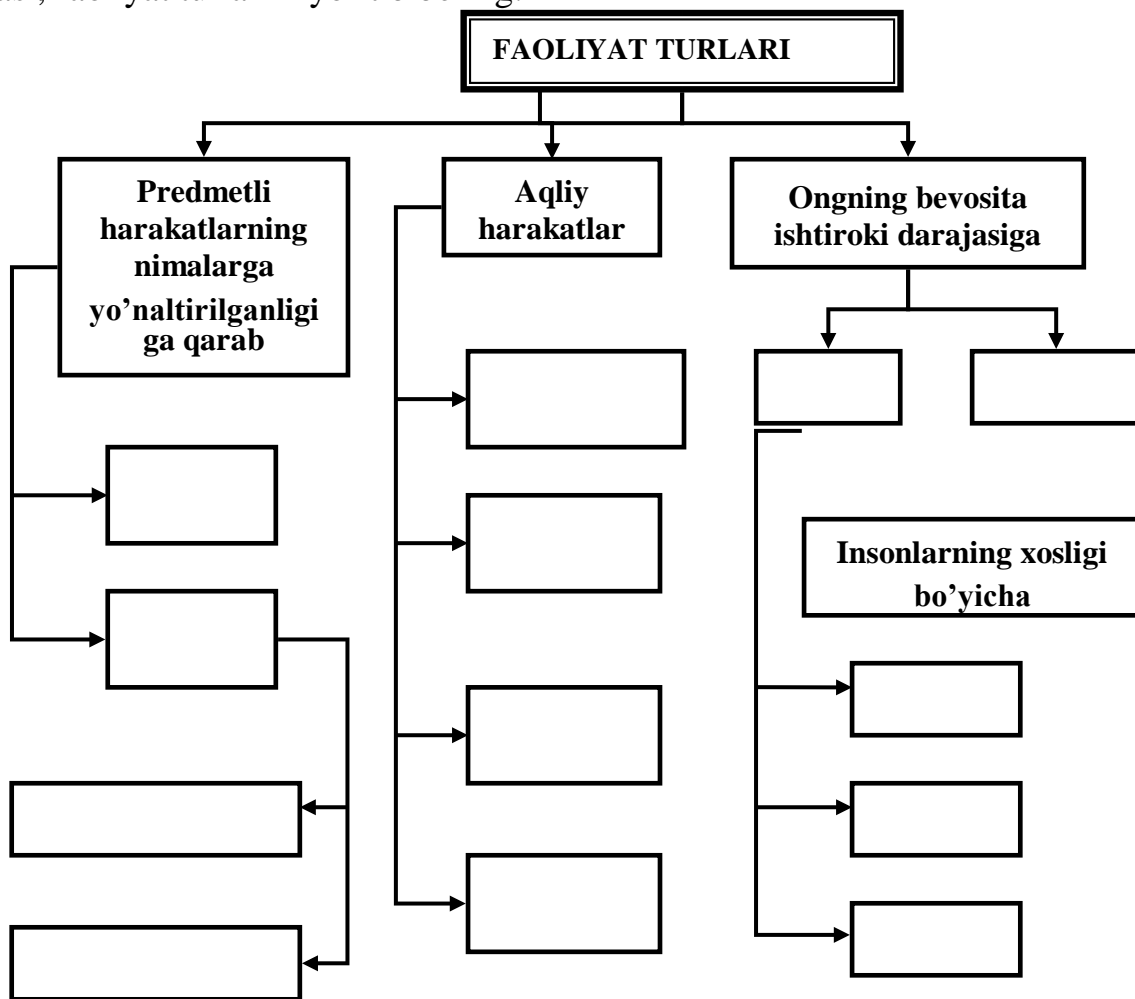 FAOLIYAT TURLARI
Predmetli
harakatlarning
nimalarga
yo’naltirilganligi
ga qarab
Aqliy
harakatlar
Ongning bevosita
ishtiroki darajasiga
Insonlarning xosligi
bo’yicha